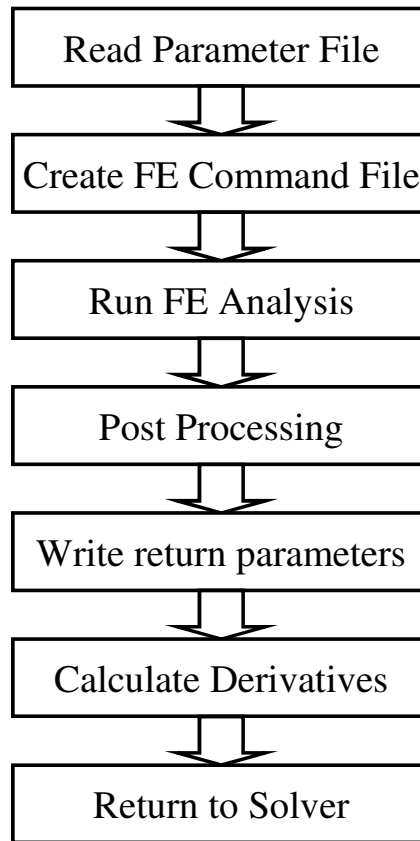 Read Parameter File
Create FE Command File
Run FE Analysis
Post Processing
Write return parameters
Calculate Derivatives
Return to Solver